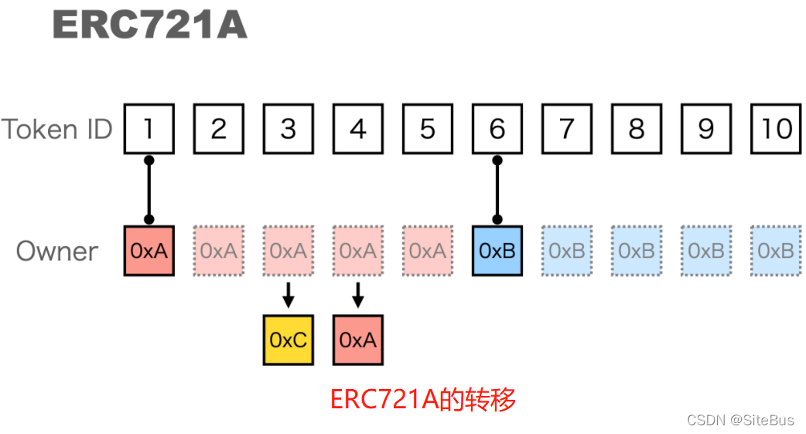 ERC721A
Token ID 1 2 3 4 5 6 7 8 9 10
Owner 0xA 0xA 0xA 0xA 0xA 0xB 0xB 0xB 0xB 0xB
0xC 0xA
ERC721A的转移
CSDN @SiteBus